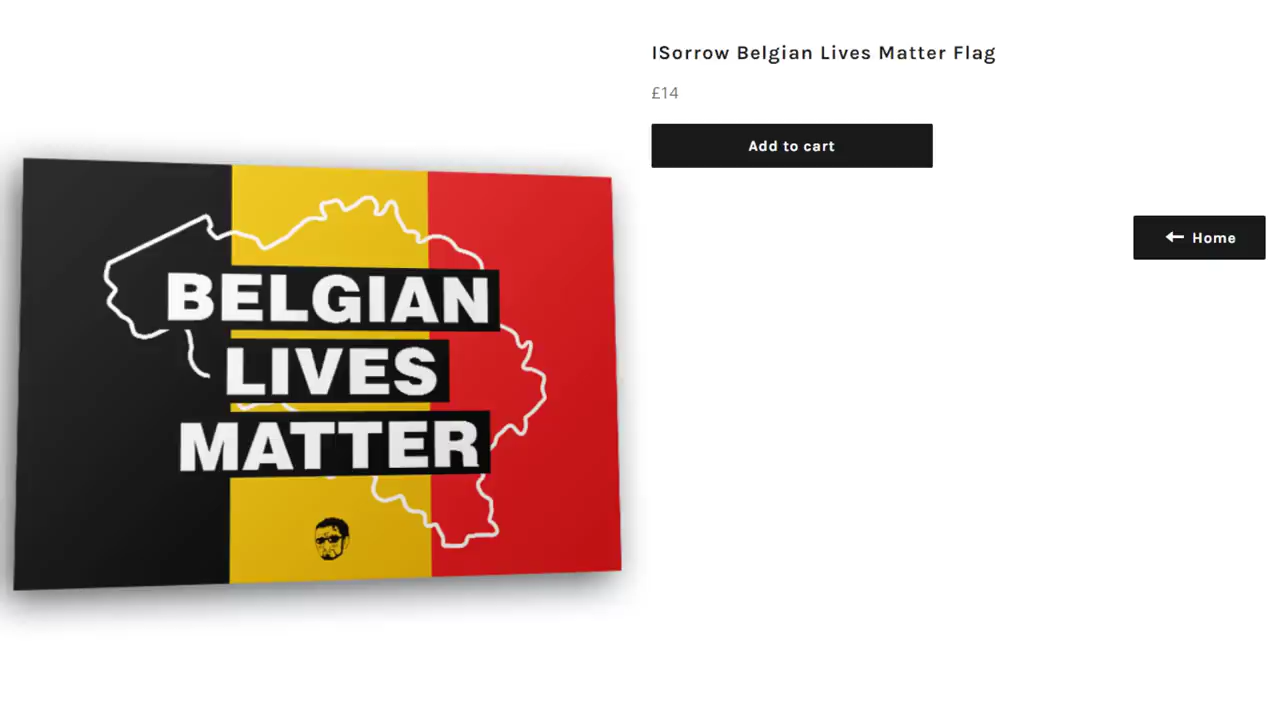 ISorrow Belgian Lives Matter Flag
£14
Add to cart
← Home
BELGIAN
LIVES
MATTER